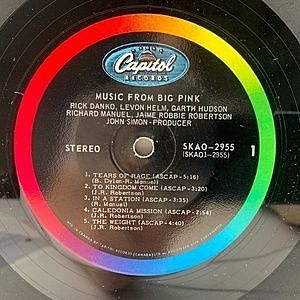 Capitol
RECORDS
MUSIC FROM BIG PINK
RICK DANKO, LEVON HELM, GARTH HUDSON
RICHARD MANUEL, JAIME ROBBIE ROBERTSON
JOHN SIMON-PRODUCER
STEREO
SKAO-2955
(SKAO1-2955)
1
1. TEARS OF RAGE (ASCAP-5:16)
(B. Dylan-R. Manuel)
2. TO KINGDOM COME (ASCAP-3:20)
(J.R. Robertson)
3. IN A STATION (ASCAP-3:35)
(R. Manuel)
4. CALEDONIA MISSION (ASCAP-2:54)
(J.R. Robertson)
5. THE WEIGHT (ASCAP-4:40)
(J.R. Robertson)